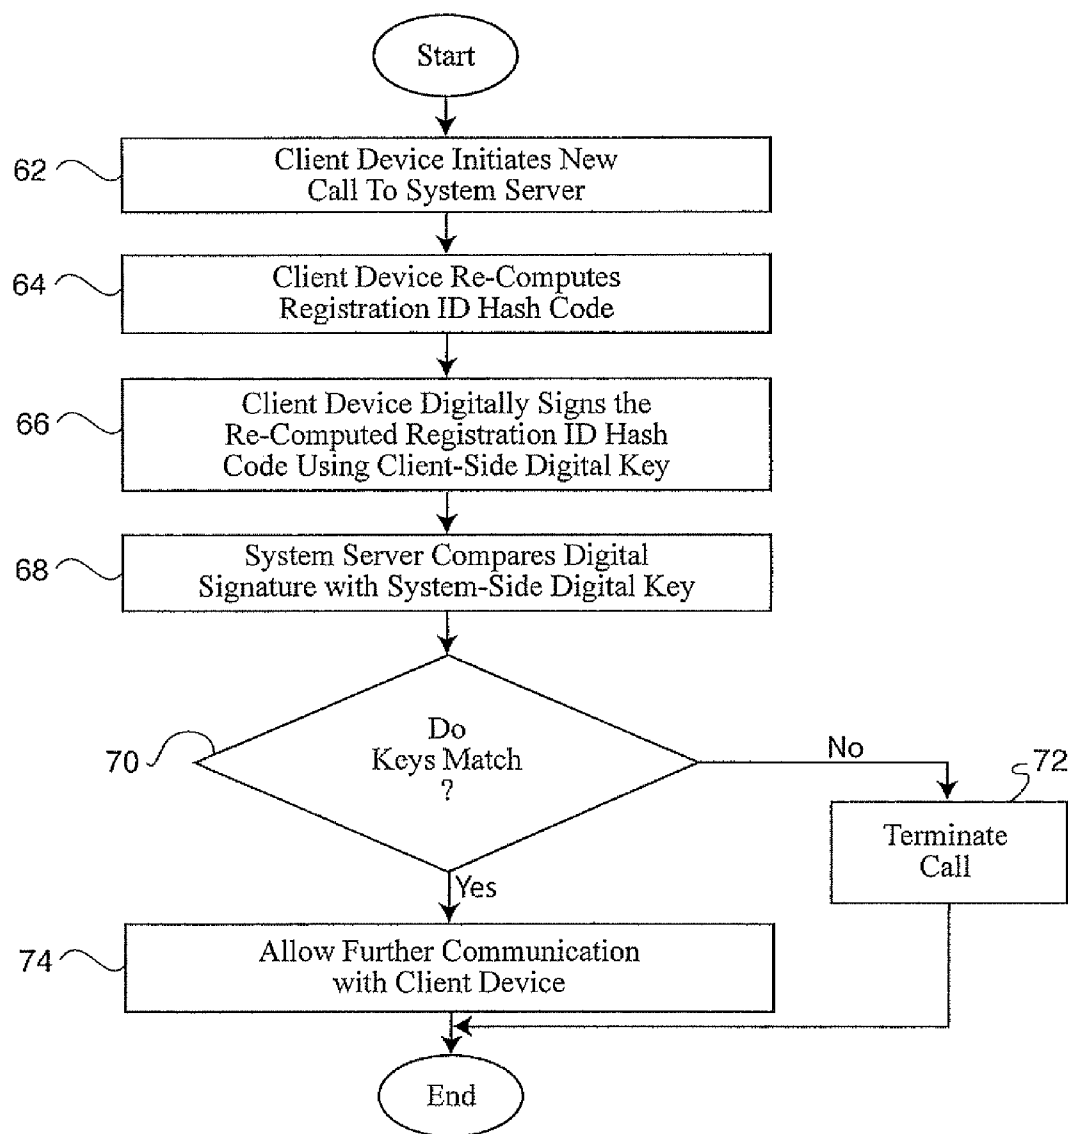 Start
62
Client Device Initiates New
Call To System Server
64
Client Device Re-Computes
Registration ID Hash Code
66
Client Device Digitally Signs the
Re-Computed Registration ID Hash
Code Using Client-Side Digital Key
68
System Server Compares Digital
Signature with System-Side Digital Key
70
Do
Keys Match
?
No
72
Terminate
Call
Yes
74
Allow Further Communication
with Client Device
End